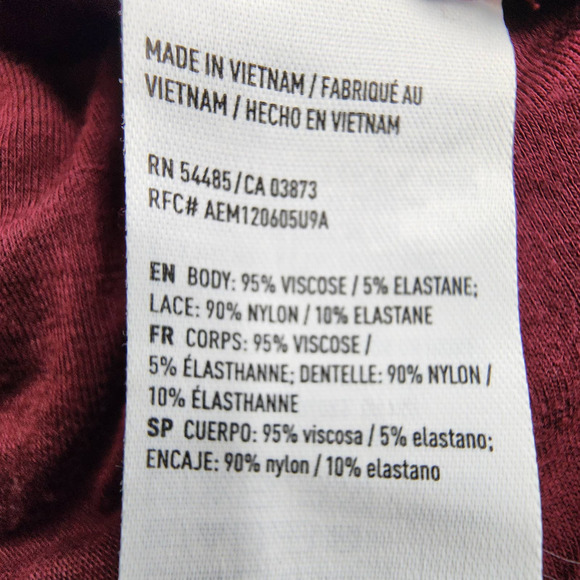 MADE IN VIETNAM / FABRIQUÉ AU
VIETNAM / HECHO EN VIETNAM
RN 54485/CA 03873
RFC# AEM120605U9A
EN BODY: 95% VISCOSE / 5% ELASTANE;
LACE: 90% NYLON / 10% ELASTANE
FR CORPS: 95% VISCOSE /
5% ÉLASTHANNE; DENTELLE: 90% NYLON /
10% ÉLASTHANNE
SP CUERPO: 95% viscosa / 5% elastano;
ENCAJE: 90% nylon / 10% elastano